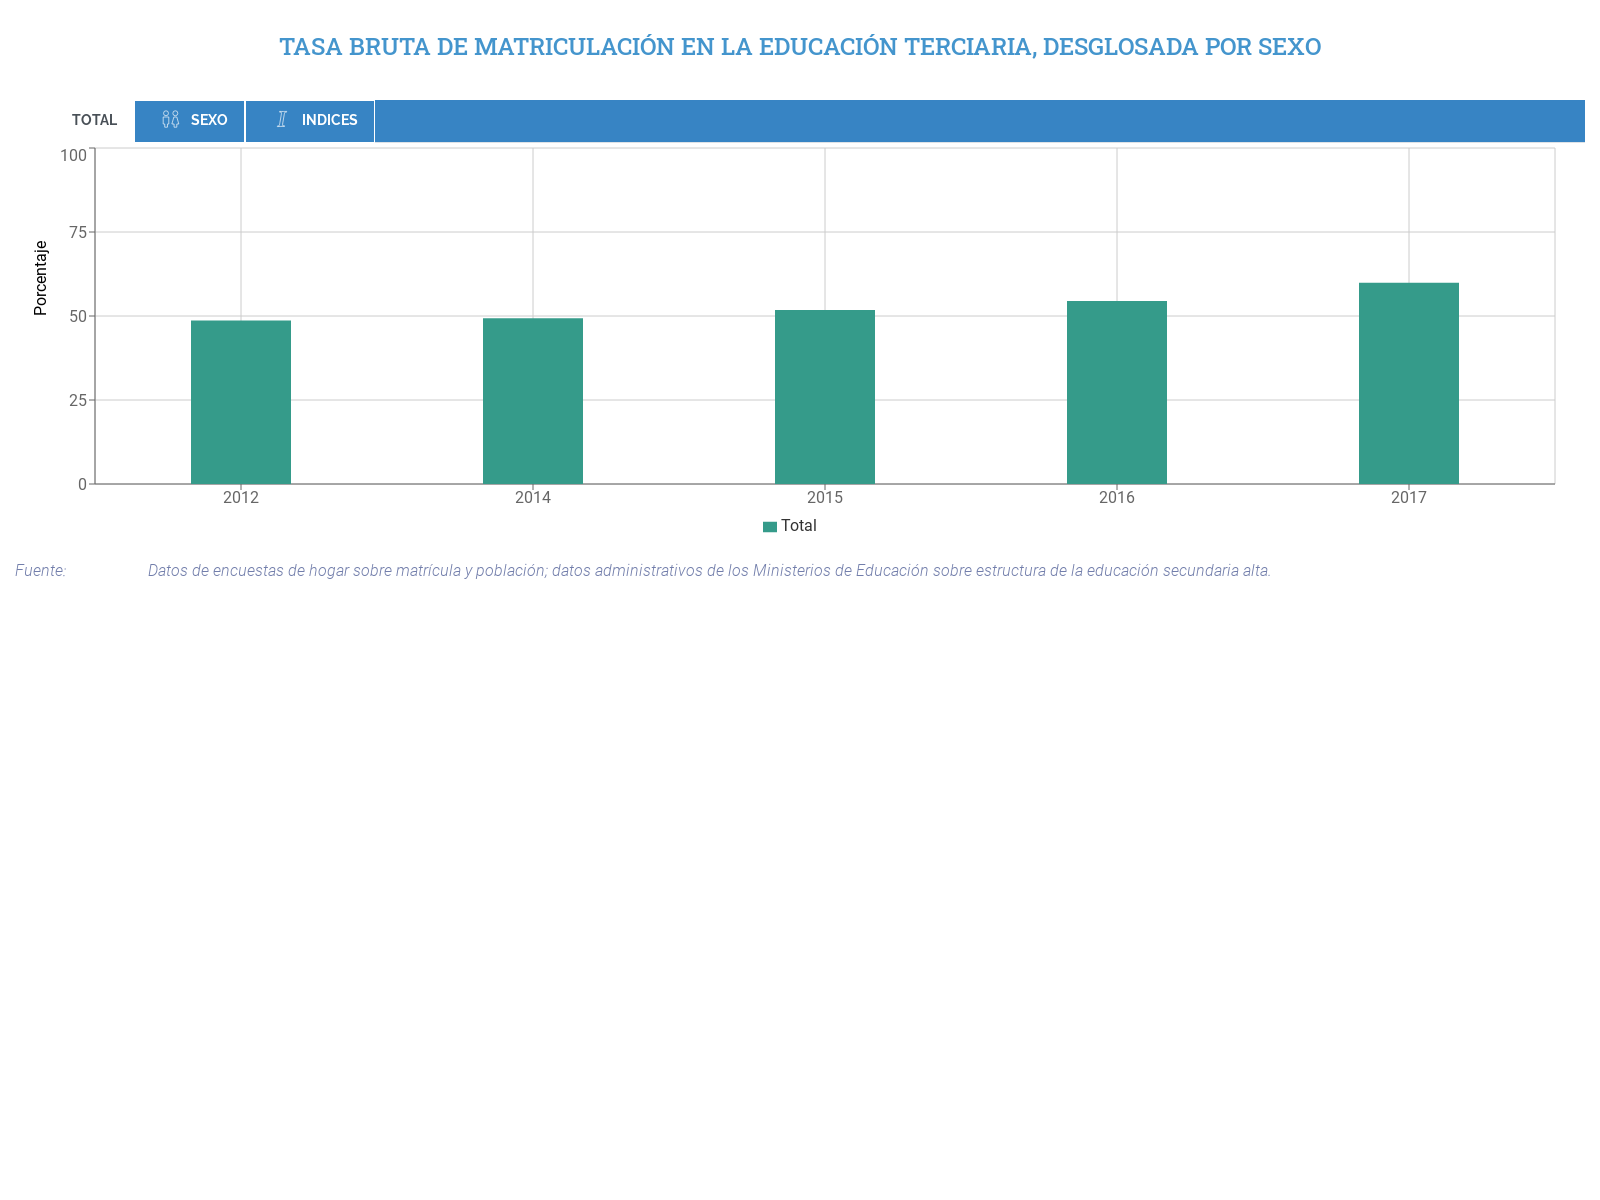 TASA BRUTA DE MATRICULACIÓN EN LA EDUCACIÓN TERCIARIA, DESGLOSADA POR SEXO
TOTAL SEXO INDICES
Porcentaje
100
75
50
25
0
2012 2014 2015 2016 2017
Total
Fuente: Datos de encuestas de hogar sobre matrícula y población; datos administrativos de los Ministerios de Educación sobre estructura de la educación secundaria alta.